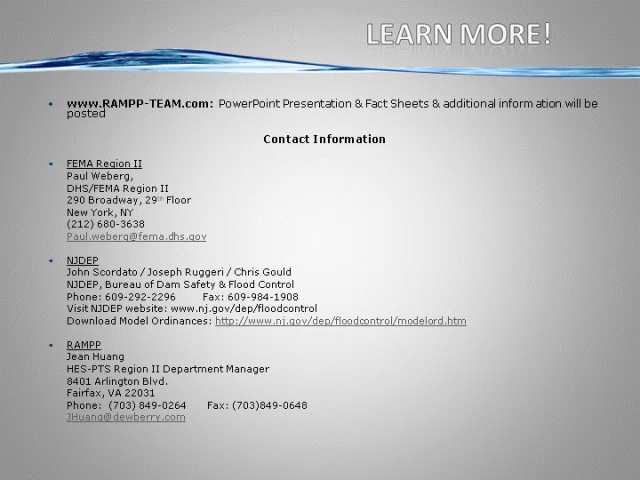 LEARN MORE!
• www.RAMPP-TEAM.com: PowerPoint Presentation & Fact Sheets & additional information will be
posted
Contact Information
• FEMA Region II
Paul Weberg,
DHS/FEMA Region II
290 Broadway, 29th Floor
New York, NY
(212) 680-3638
Paul.weberg@fema.dhs.gov
• NJDEP
John Scordato / Joseph Ruggeri / Chris Gould
NJDEP, Bureau of Dam Safety & Flood Control
Phone: 609-292-2296 Fax: 609-984-1908
Visit NJDEP website: www.nj.gov/dep/floodcontrol
Download Model Ordinances: http://www.nj.gov/dep/floodcontrol/modelord.htm
• RAMPP
Jean Huang
HES-PTS Region II Department Manager
8401 Arlington Blvd.
Fairfax, VA 22031
Phone: (703) 849-0264 Fax: (703)849-0648
JHuang@dewberry.com